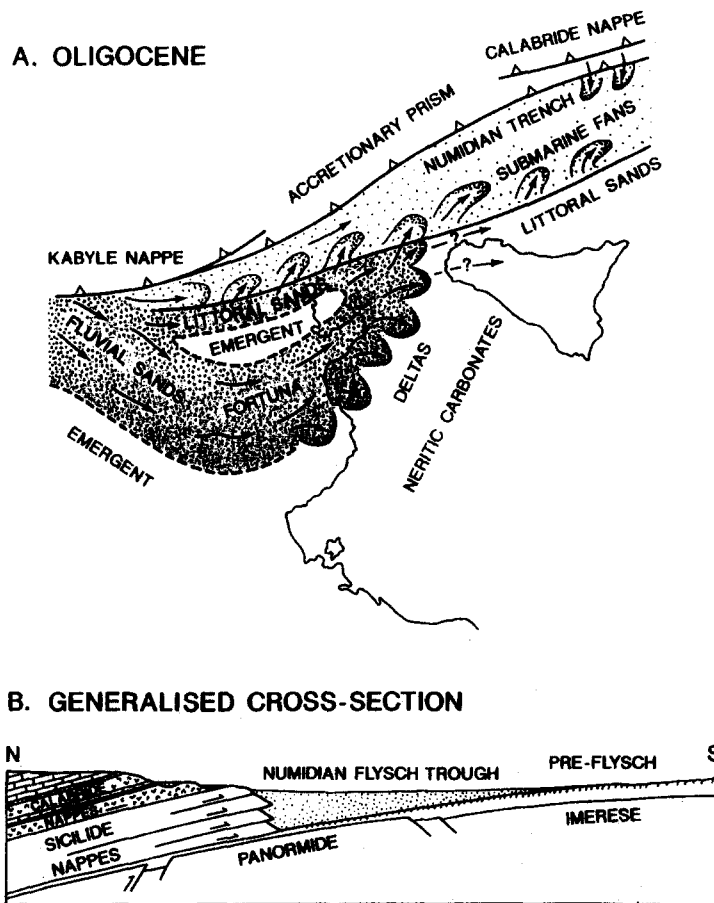 A. OLIGOCENE
CALABRIDE NAPPE
ACCRETIONARY PRISM
NUMIDIAN TRENCH
SUBMARINE FANS
LITTORAL SANDS
KABYLE NAPPE
?
?
LITTORAL SANDS
EMERGENT
FLUVIAL SANDS
FORTUNA
DELTAS
NERITIC CARBONATES
EMERGENT
B. GENERALISED CROSS-SECTION
N
S
NUMIDIAN FLYSCH TROUGH
PRE-FLYSCH
CALABRIDE
NAPPES
SICILIDE
NAPPES
PANORMIDE
IMERESE